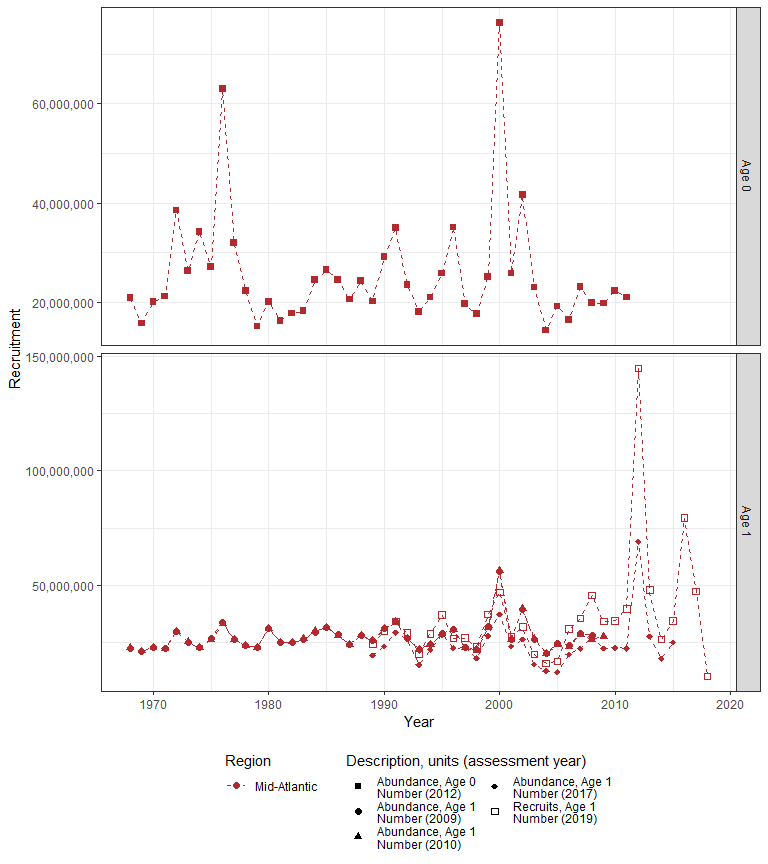 60,000,000
40,000,000
20,000,000
Age 0
Recruitment
150,000,000
100,000,000
50,000,000
Age 1
1970
1980
1990
2000
2010
2020
Year
Region
Mid-Atlantic
Description, units (assessment year)
Abundance, Age 0
Number (2012)
Abundance, Age 1
Number (2009)
Abundance, Age 1
Number (2010)
Abundance, Age 1
Number (2017)
Recruits, Age 1
Number (2019)